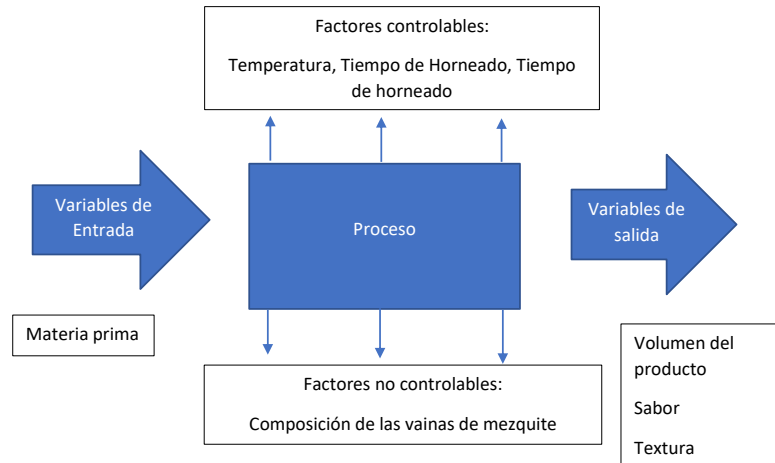 Factores controlables:
Temperatura, Tiempo de Horneado, Tiempo
de horneado
Variables de
Entrada
Proceso
Variables de
salida
Materia prima
Factores no controlables:
Composición de las vainas de mezquite
Volumen del
producto
Sabor
Textura